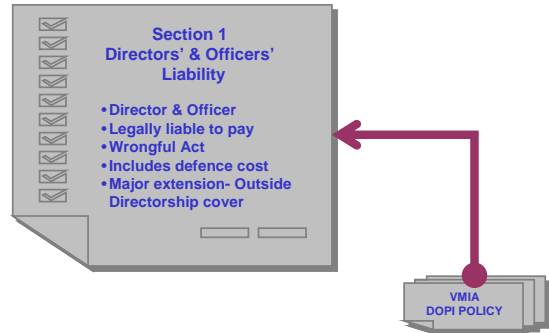 Section 1
Directors' & Officers'
Liability
• Director & Officer
• Legally liable to pay
• Wrongful Act
• Includes defence cost
• Major extension- Outside
Directorship cover
VMIA
DOPI POLICY